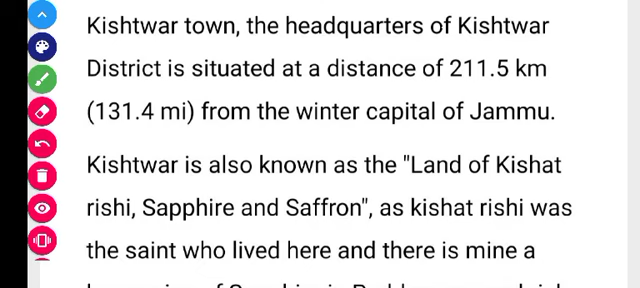 Kishtwar town, the headquarters of Kishtwar
District is situated at a distance of 211.5 km
(131.4 mi) from the winter capital of Jammu.
Kishtwar is also known as the "Land of Kishat
rishi, Sapphire and Saffron", as kishat rishi was
the saint who lived here and there is mine a